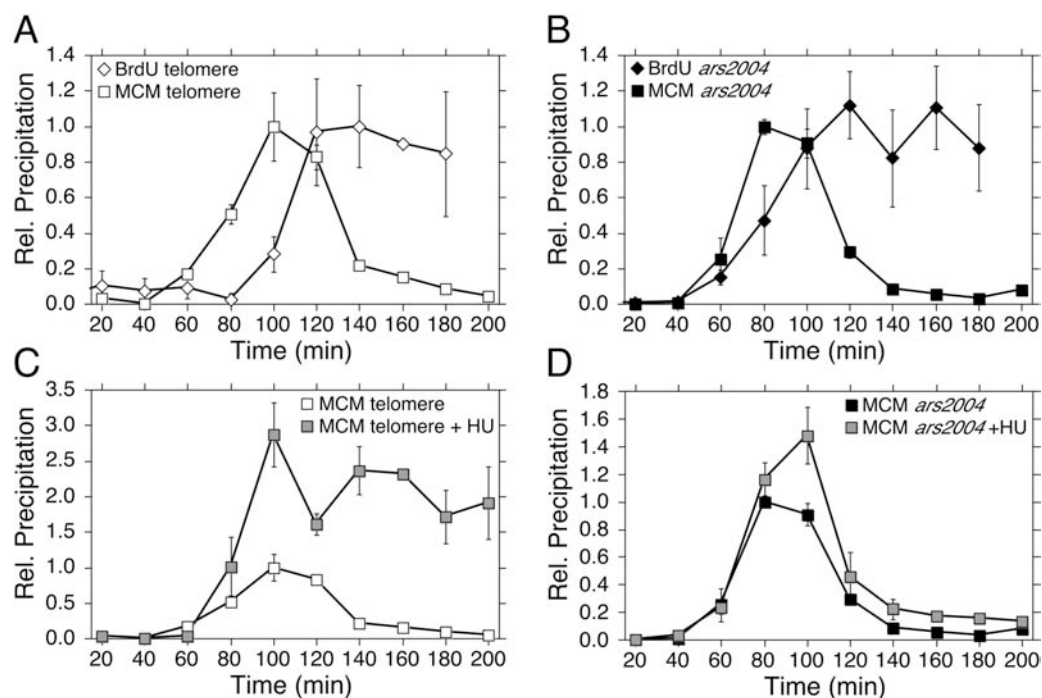 A
Rel. Precipitation
1.4
1.2
1.0
0.8
0.6
0.4
0.2
0.0
BrdU telomere
MCM telomere
20 40 60 80 100 120 140 160 180 200
Time (min)
B
Rel. Precipitation
1.4
1.2
1.0
0.8
0.6
0.4
0.2
0.0
BrdU ars2004
MCM ars2004
20 40 60 80 100 120 140 160 180 200
Time (min)
C
Rel. Precipitation
3.5
3.0
2.5
2.0
1.5
1.0
0.5
0.0
MCM telomere
MCM telomere + HU
20 40 60 80 100 120 140 160 180 200
Time (min)
D
Rel. Precipitation
1.8
1.6
1.4
1.2
1.0
0.8
0.6
0.4
0.2
0.0
MCM ars2004
MCM ars2004 +HU
20 40 60 80 100 120 140 160 180 200
Time (min)